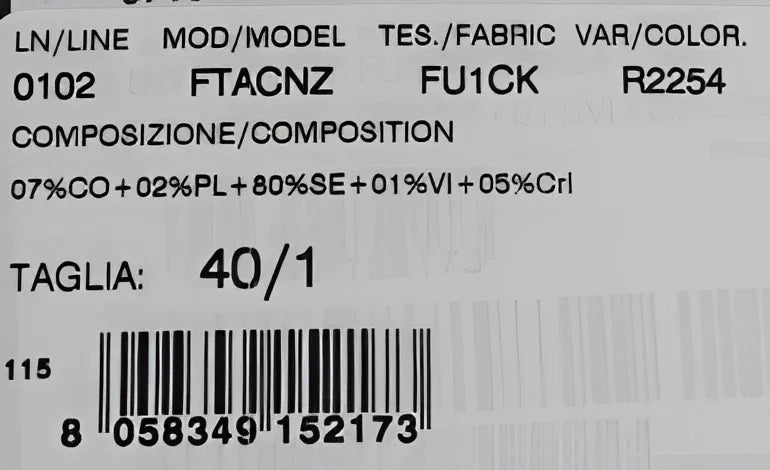 LN/LINE MOD/MODEL TES./FABRIC VAR/COLOR.
0102 FTACNZ FU1CK R2254
COMPOSIZIONE/COMPOSITION
07%CO+02%PL+80%SE+01%VI+05%Crl
TAGLIA: 40/1
115
8 058349 152173